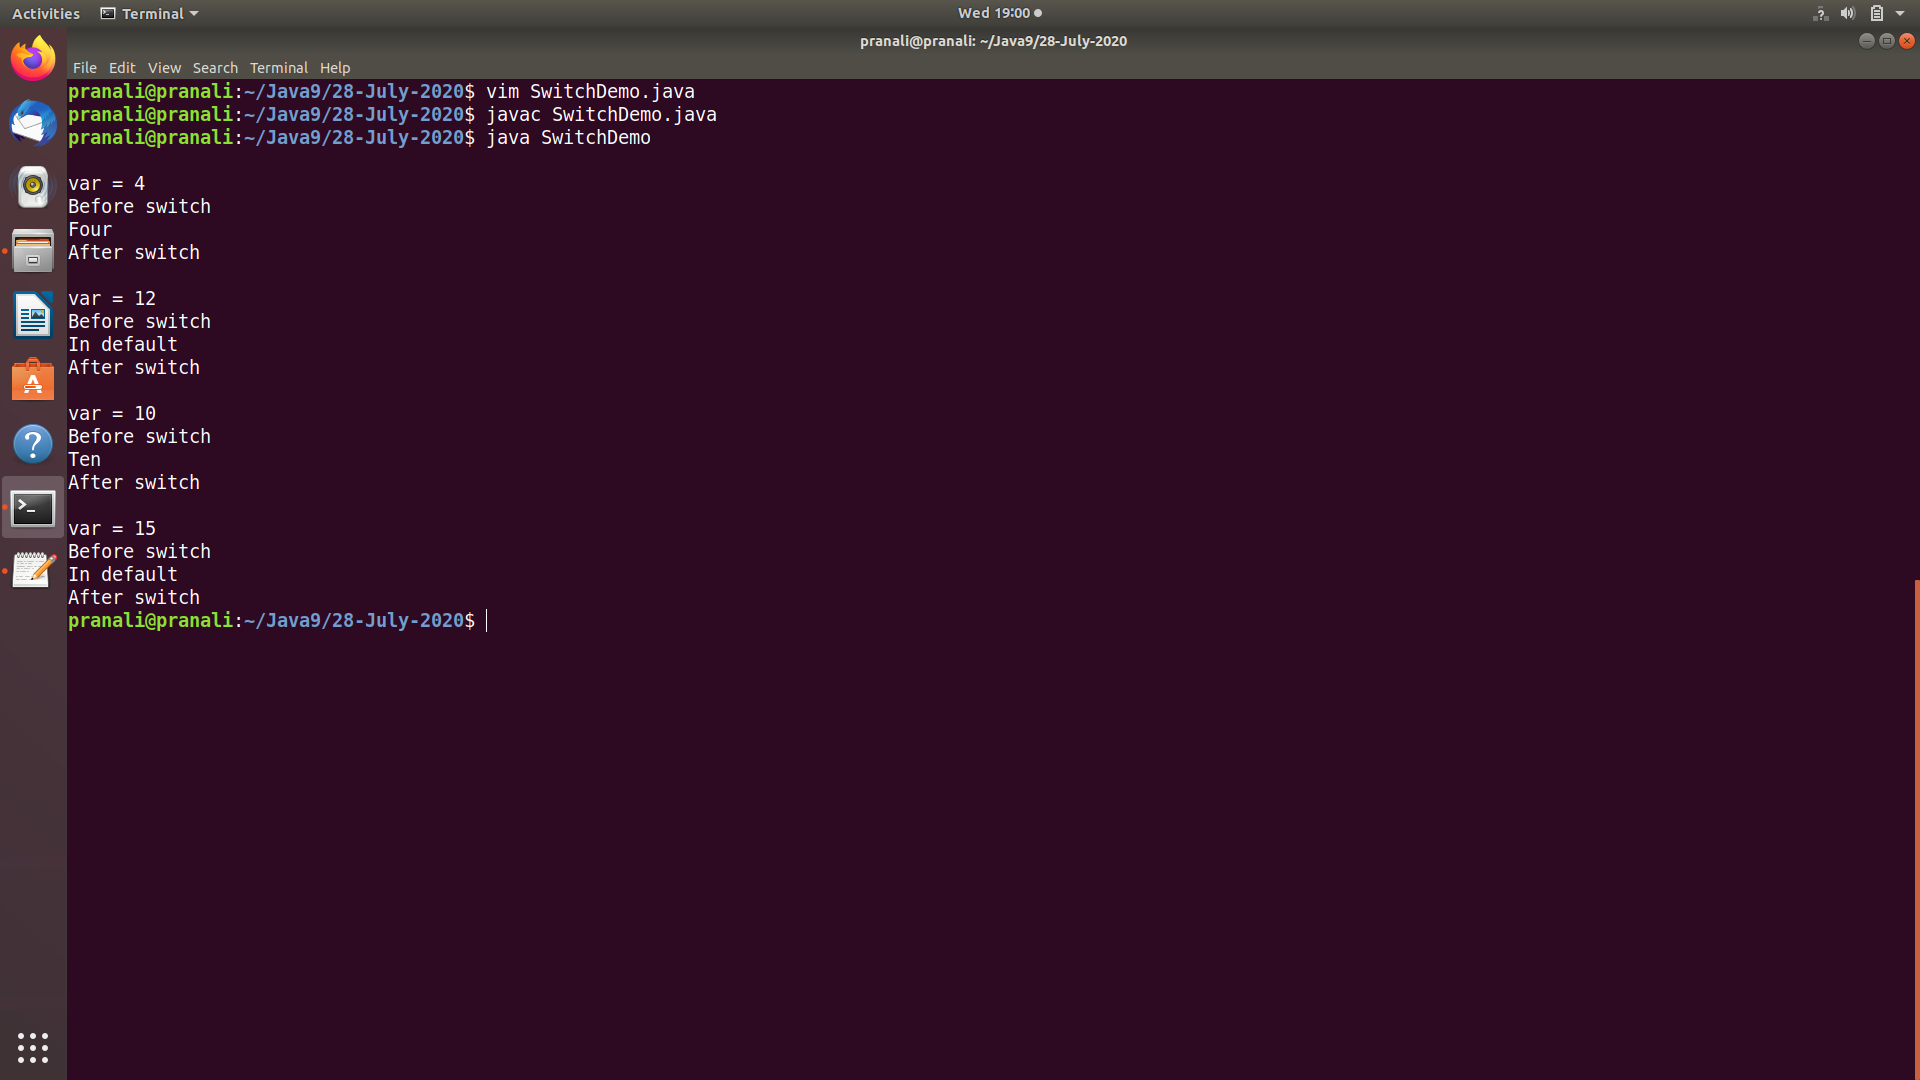 Activities Terminal Wed 19:00
pranali@pranali: ~/Java9/28-July-2020
File Edit View Search Terminal Help
pranali@pranali:~/Java9/28-July-2020$ vim SwitchDemo.java
pranali@pranali:~/Java9/28-July-2020$ javac SwitchDemo.java
pranali@pranali:~/Java9/28-July-2020$ java SwitchDemo
var = 4
Before switch
Four
After switch
var = 12
Before switch
In default
After switch
var = 10
Before switch
Ten
After switch
var = 15
Before switch
In default
After switch
pranali@pranali:~/Java9/28-July-2020$